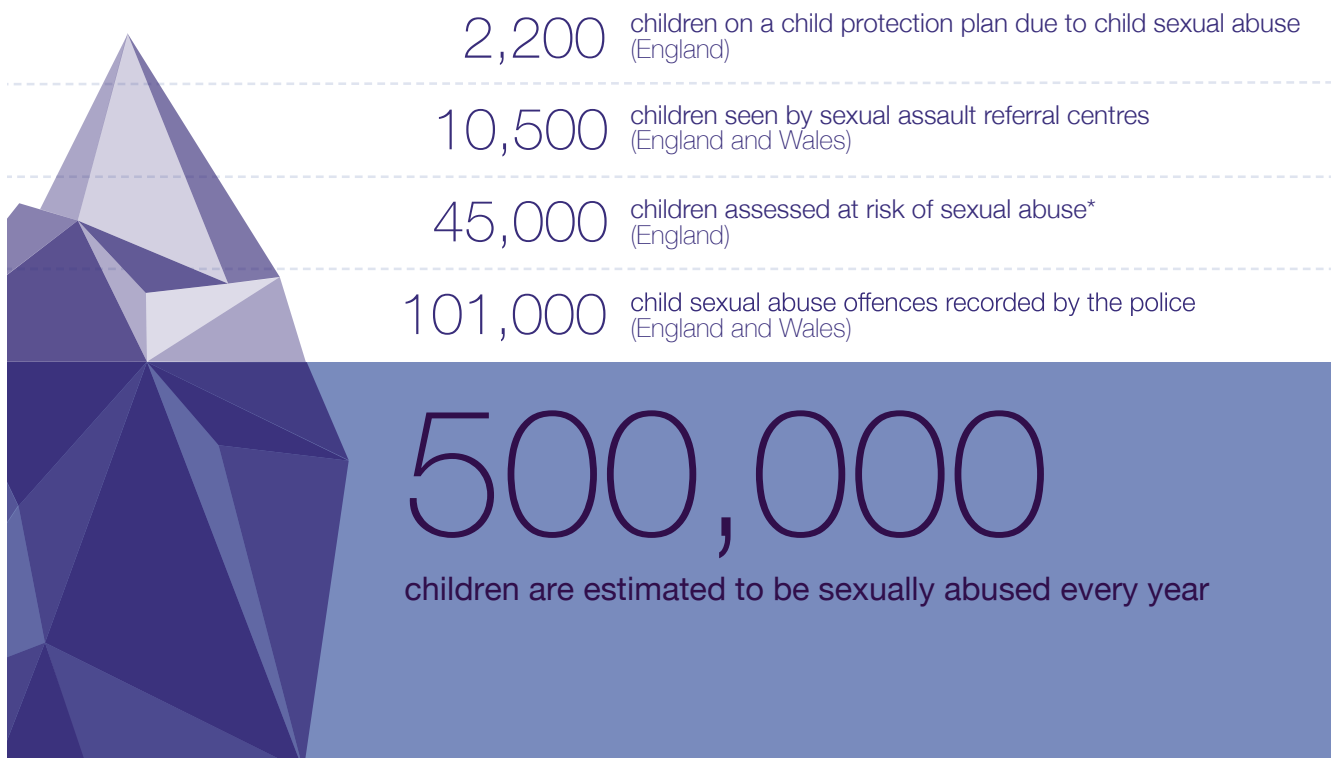 2,200 children on a child protection plan due to child sexual abuse
(England)
10,500 children seen by sexual assault referral centres
(England and Wales)
45,000 children assessed at risk of sexual abuse*
(England)
101,000 child sexual abuse offences recorded by the police
(England and Wales)
500,000
children are estimated to be sexually abused every year